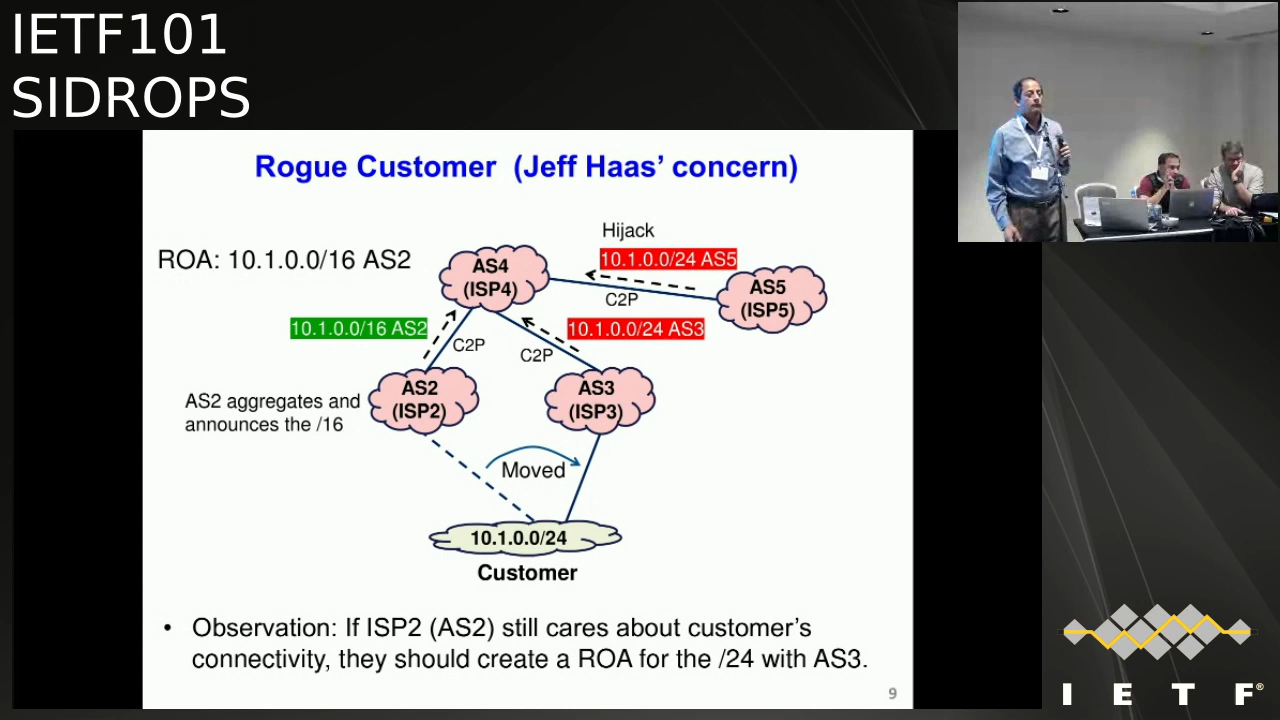 IETF101
SIDROPS
Rogue Customer (Jeff Haas’ concern)
ROA: 10.1.0.0/16 AS2
Hijack
10.1.0.0/24 AS5
AS4
(ISP4)
C2P
AS5
(ISP5)
10.1.0.0/16 AS2
10.1.0.0/24 AS3
C2P
C2P
AS2 aggregates and
announces the /16
AS2
(ISP2)
AS3
(ISP3)
Moved
10.1.0.0/24
Customer
• Observation: If ISP2 (AS2) still cares about customer’s
connectivity, they should create a ROA for the /24 with AS3.
9
I E T F®